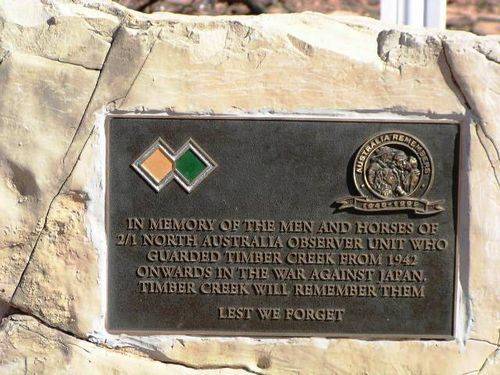 AUSTRALIA REMEMBERS
1945-1995
IN MEMORY OF THE MEN AND HORSES OF
2/1 NORTH AUSTRALIA OBSERVER UNIT WHO
GUARDED TIMBER CREEK FROM 1942
ONWARDS IN THE WAR AGAINST JAPAN.
TIMBER CREEK WILL REMEMBER THEM
LEST WE FORGET